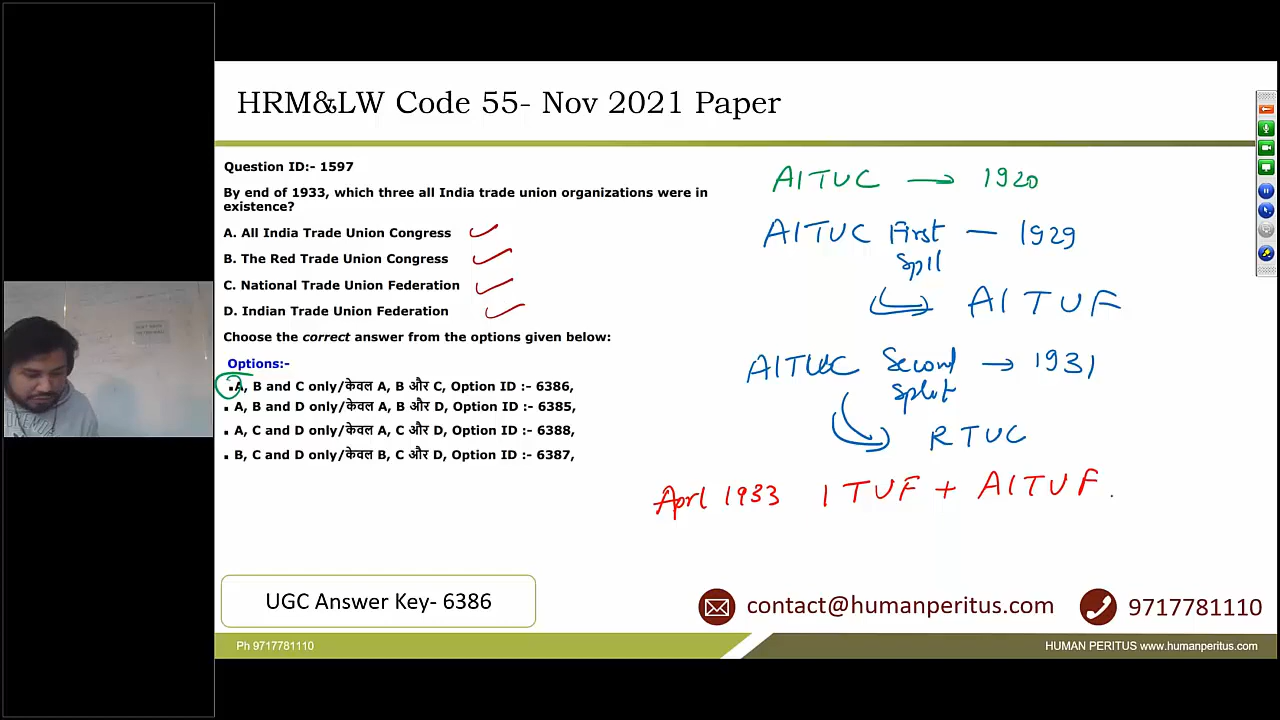 HRM&LW Code 55- Nov 2021 Paper
Question ID:- 1597
By end of 1933, which three all India trade union organizations were in
existence?
A. All India Trade Union Congress
B. The Red Trade Union Congress
C. National Trade Union Federation
D. Indian Trade Union Federation
Choose the correct answer from the options given below:
Options:-
A, B and C only/केवल A, B और C, Option ID :- 6386,
A, B and D only/केवल A, B और D, Option ID :- 6385,
A, C and D only/केवल A, C और D, Option ID :- 6388,
B, C and D only/केवल B, C और D, Option ID :- 6387,
AITUC → 1920
AITUC First — 1929
Spil
AITUF
AITUC Second → 1931
Split
RTUC
April 1933 ITUF + AITUF.
UGC Answer Key- 6386
contact@humanperitus.com
9717781110
Ph 9717781110
HUMAN PERITUS www.humanperitus.com